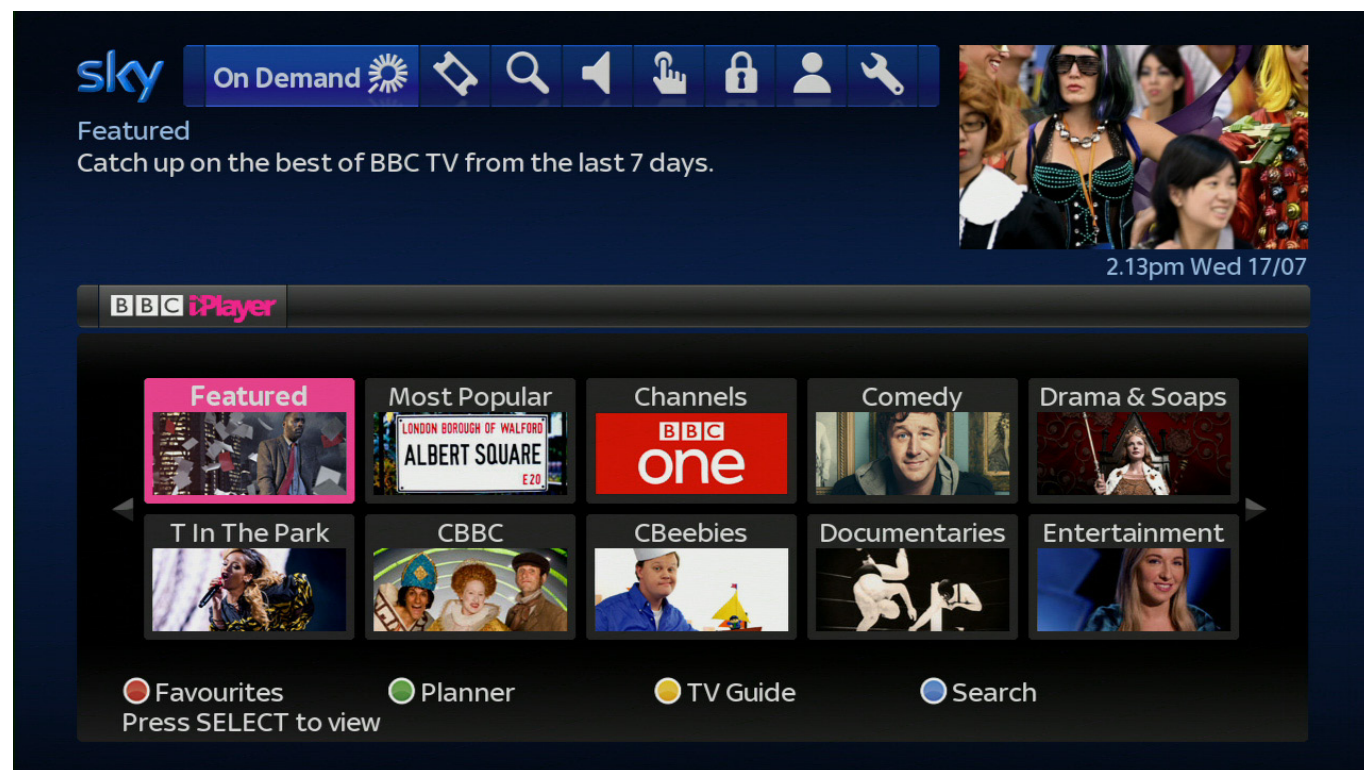 sky
On Demand
Featured
Catch up on the best of BBC TV from the last 7 days.
2.13pm Wed 17/07
BBC iPlayer
Featured
Most Popular
Channels
Comedy
Drama & Soaps
LONDON BOROUGH OF WALFORD
ALBERT SQUARE
E20
BBC
one
T In The Park
CBBC
CBeebies
Documentaries
Entertainment
Favourites
Planner
TV Guide
Search
Press SELECT to view